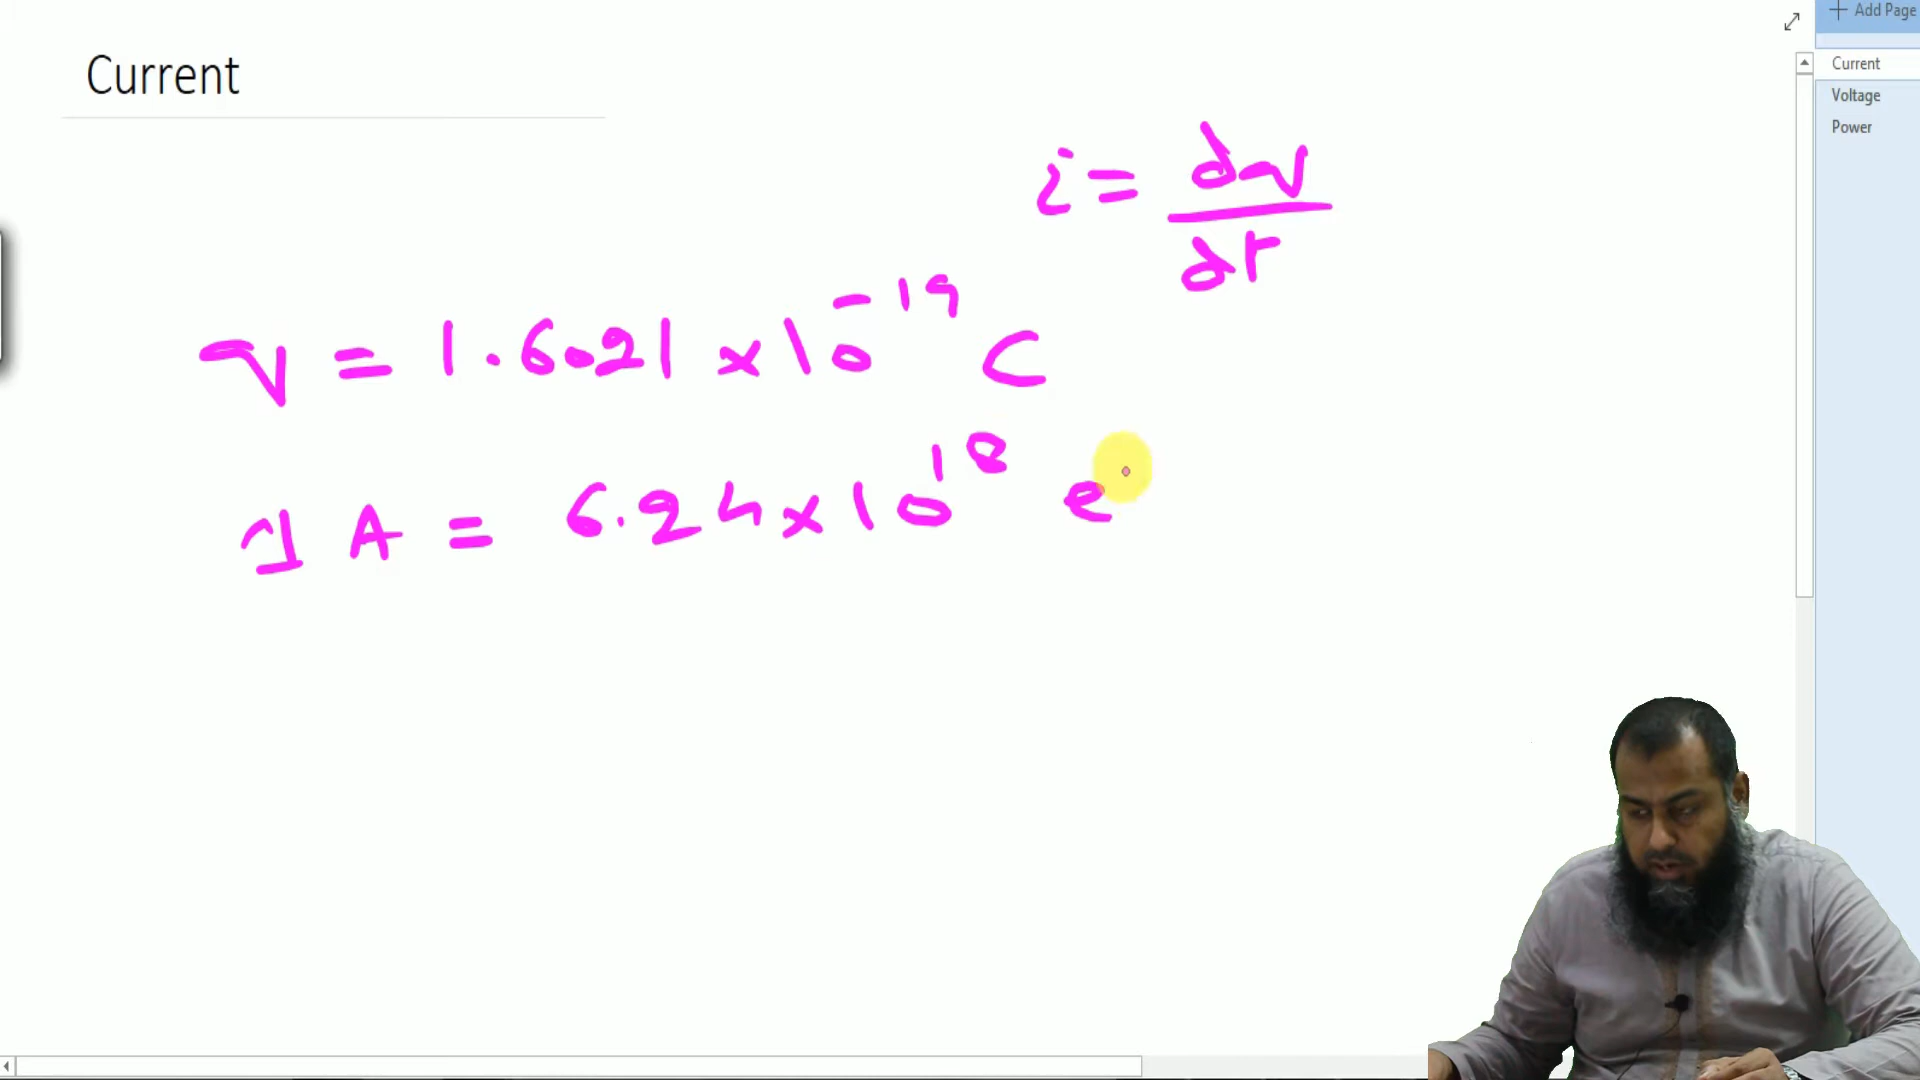 Add Page
Current
Current
Voltage
Power
i = dq/dt
q = 1.6021 x 10^-19 C
1 A = 6.24 x 10^18 e